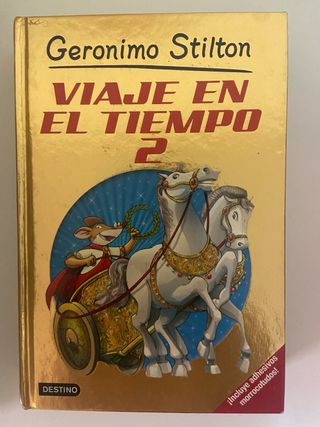 Geronimo Stilton
VIAJE EN
EL TIEMPO
2
¡Incluye adhesivos
morrocotudos!
DESTINO